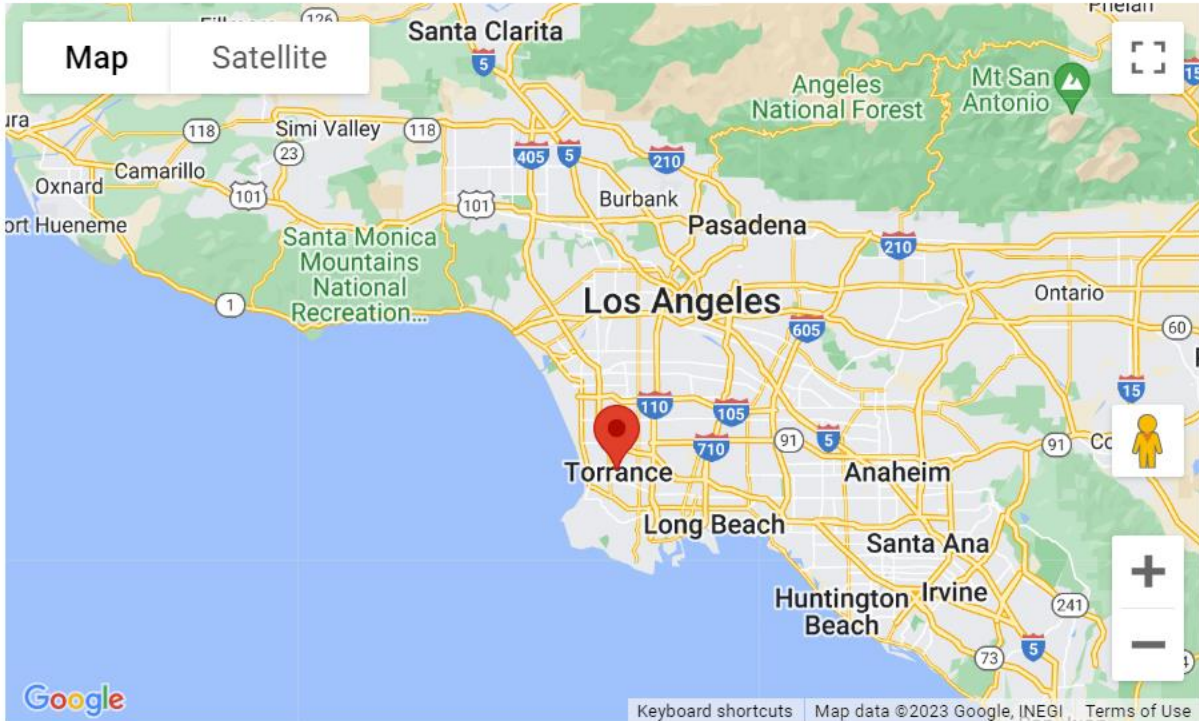 Phelan
Fillmore
126
Santa Clarita
Map
Satellite
5
15
Angeles
National Forest
Mt San
Antonio
ura
118
Simi Valley
118
23
405
5
210
Camarillo
Oxnard
101
101
Burbank
ort Hueneme
Pasadena
210
Santa Monica
Mountains
National
Recreation...
1
Los Angeles
Ontario
605
60
15
110
105
91
5
91
Co
710
Torrance
Anaheim
Long Beach
Santa Ana
Huntington
Beach
Irvine
241
73
5
Google
Keyboard shortcuts
Map data ©2023 Google, INEGI
Terms of Use